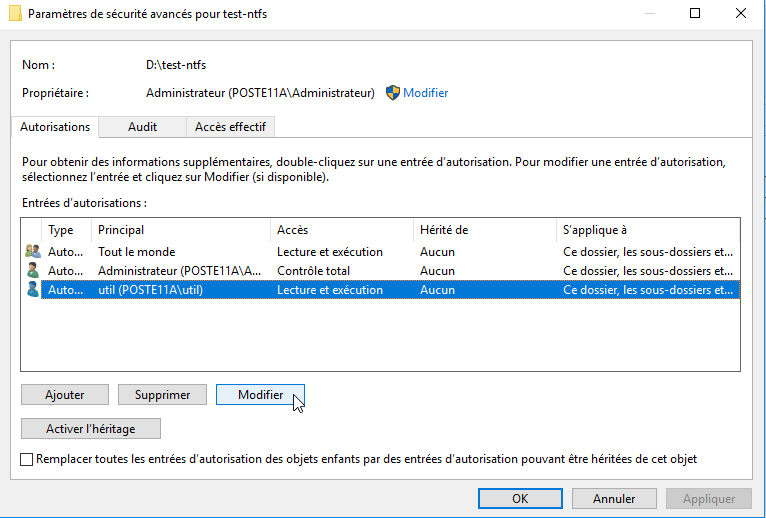 Paramètres de sécurité avancés pour test-ntfs
Nom : D:\test-ntfs
Propriétaire : Administrateur (POSTE11A\Administrateur) Modifier
Autorisations Audit Accès effectif
Pour obtenir des informations supplémentaires, double-cliquez sur une entrée d'autorisation. Pour modifier une entrée d'autorisation,
sélectionnez l'entrée et cliquez sur Modifier (si disponible).
Entrées d'autorisations :
Type Principal Accès Hérité de S'applique à
Auto... Tout le monde Lecture et exécution Aucun Ce dossier, les sous-dossiers et...
Auto... Administrateur (POSTE11A\A... Contrôle total Aucun Ce dossier, les sous-dossiers et...
Auto... util (POSTE11A\util) Lecture et exécution Aucun Ce dossier, les sous-dossiers et...
Ajouter Supprimer Modifier
Activer l'héritage
Remplacer toutes les entrées d'autorisation des objets enfants par des entrées d'autorisation pouvant être héritées de cet objet
OK Annuler Appliquer